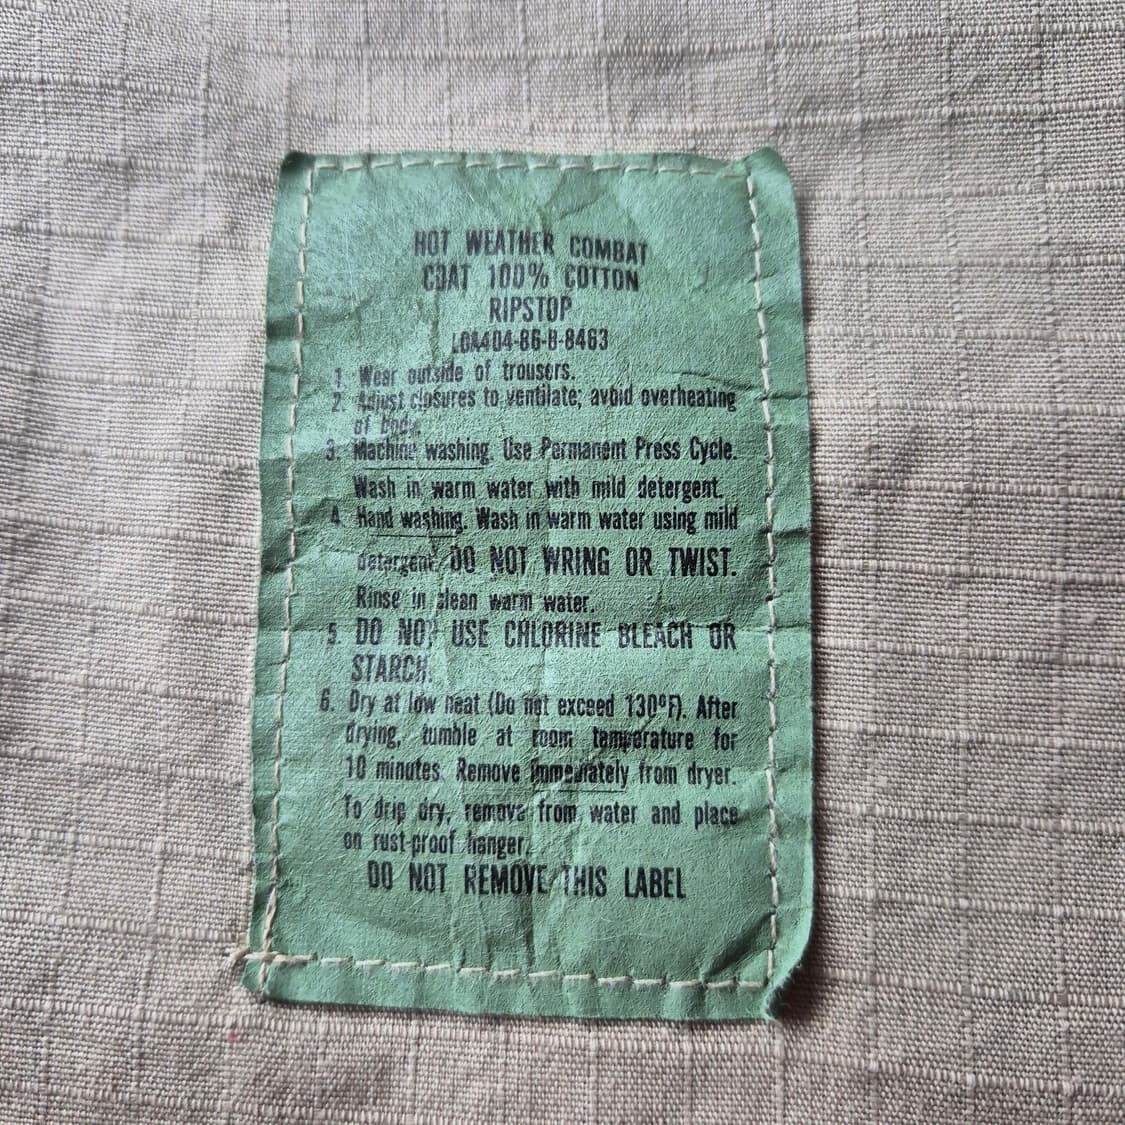 HOT WEATHER COMBAT
COAT 100% COTTON
RIPSTOP
LOA404-86-B-8463
1. Wear outside of trousers.
2. Adjust closures to ventilate; avoid overheating
of body.
3. Machine washing. Use Permanent Press Cycle.
Wash in warm water with mild detergent.
4. Hand washing. Wash in warm water using mild
detergent. DO NOT WRING OR TWIST.
Rinse in clean warm water.
5. DO NOT USE CHLORINE BLEACH OR
STARCH.
6. Dry at low heat (Do not exceed 130ºF). After
drying, tumble at room temperature for
10 minutes. Remove immediately from dryer.
To drip dry, remove from water and place
on rust-proof hanger.
DO NOT REMOVE THIS LABEL